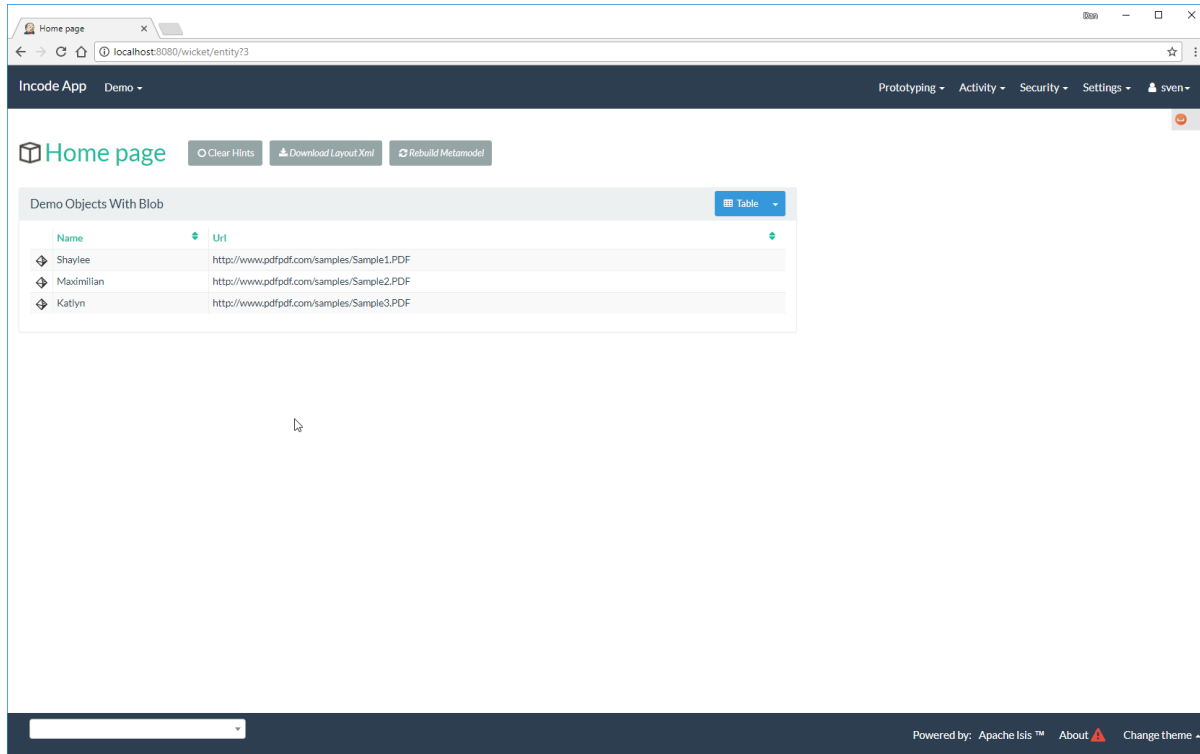 Home page
Dan
localhost:8080/wicket/entity?3
Incode App Demo Prototyping Activity Security Settings sven
Home page Clear Hints Download Layout Xml Rebuild Metamodel
Demo Objects With Blob Table
Name Url
Shaylee http://www.pdfpdf.com/samples/Sample1.PDF
Maximilian http://www.pdfpdf.com/samples/Sample2.PDF
Katlyn http://www.pdfpdf.com/samples/Sample3.PDF
Powered by: Apache Isis ™ About Change theme